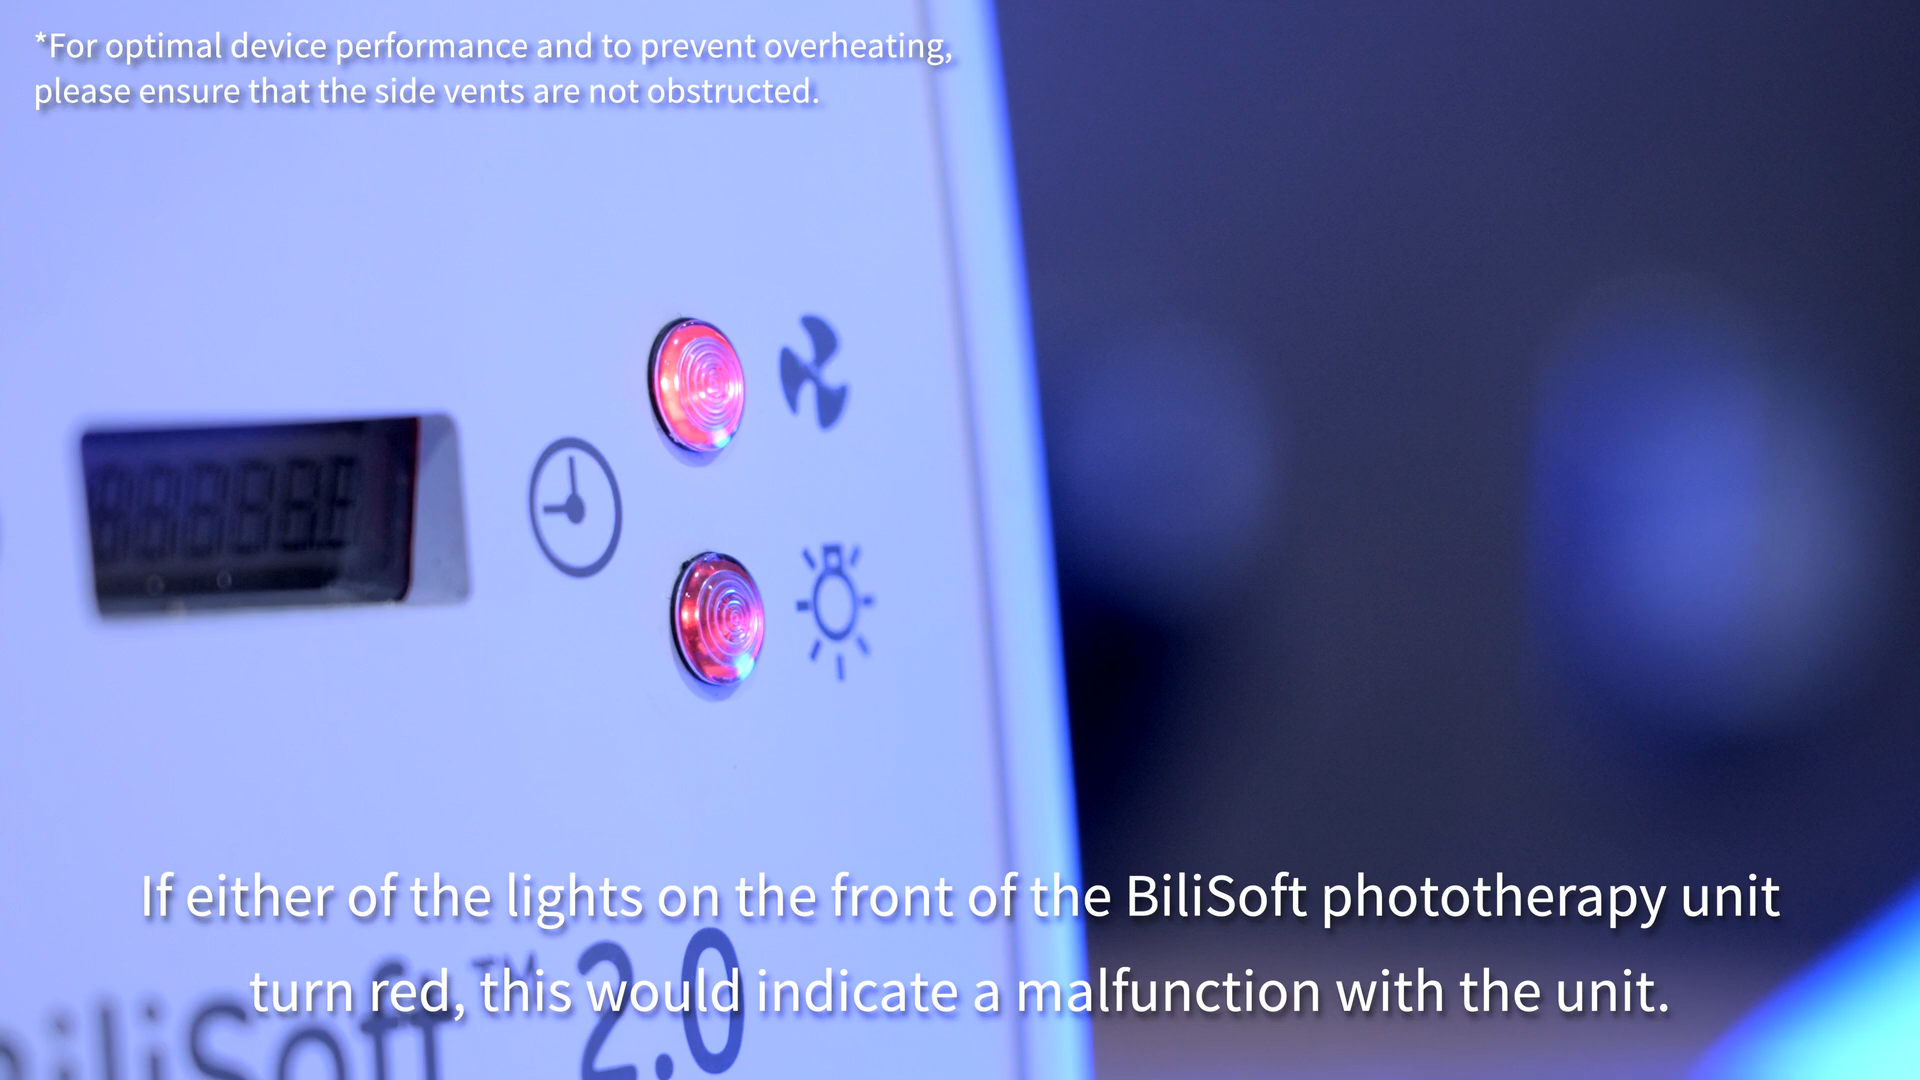 *For optimal device performance and to prevent overheating,
please ensure that the side vents are not obstructed.
If either of the lights on the front of the BiliSoft phototherapy unit
turn red, this would indicate a malfunction with the unit.
BiliSoft™ 2.0